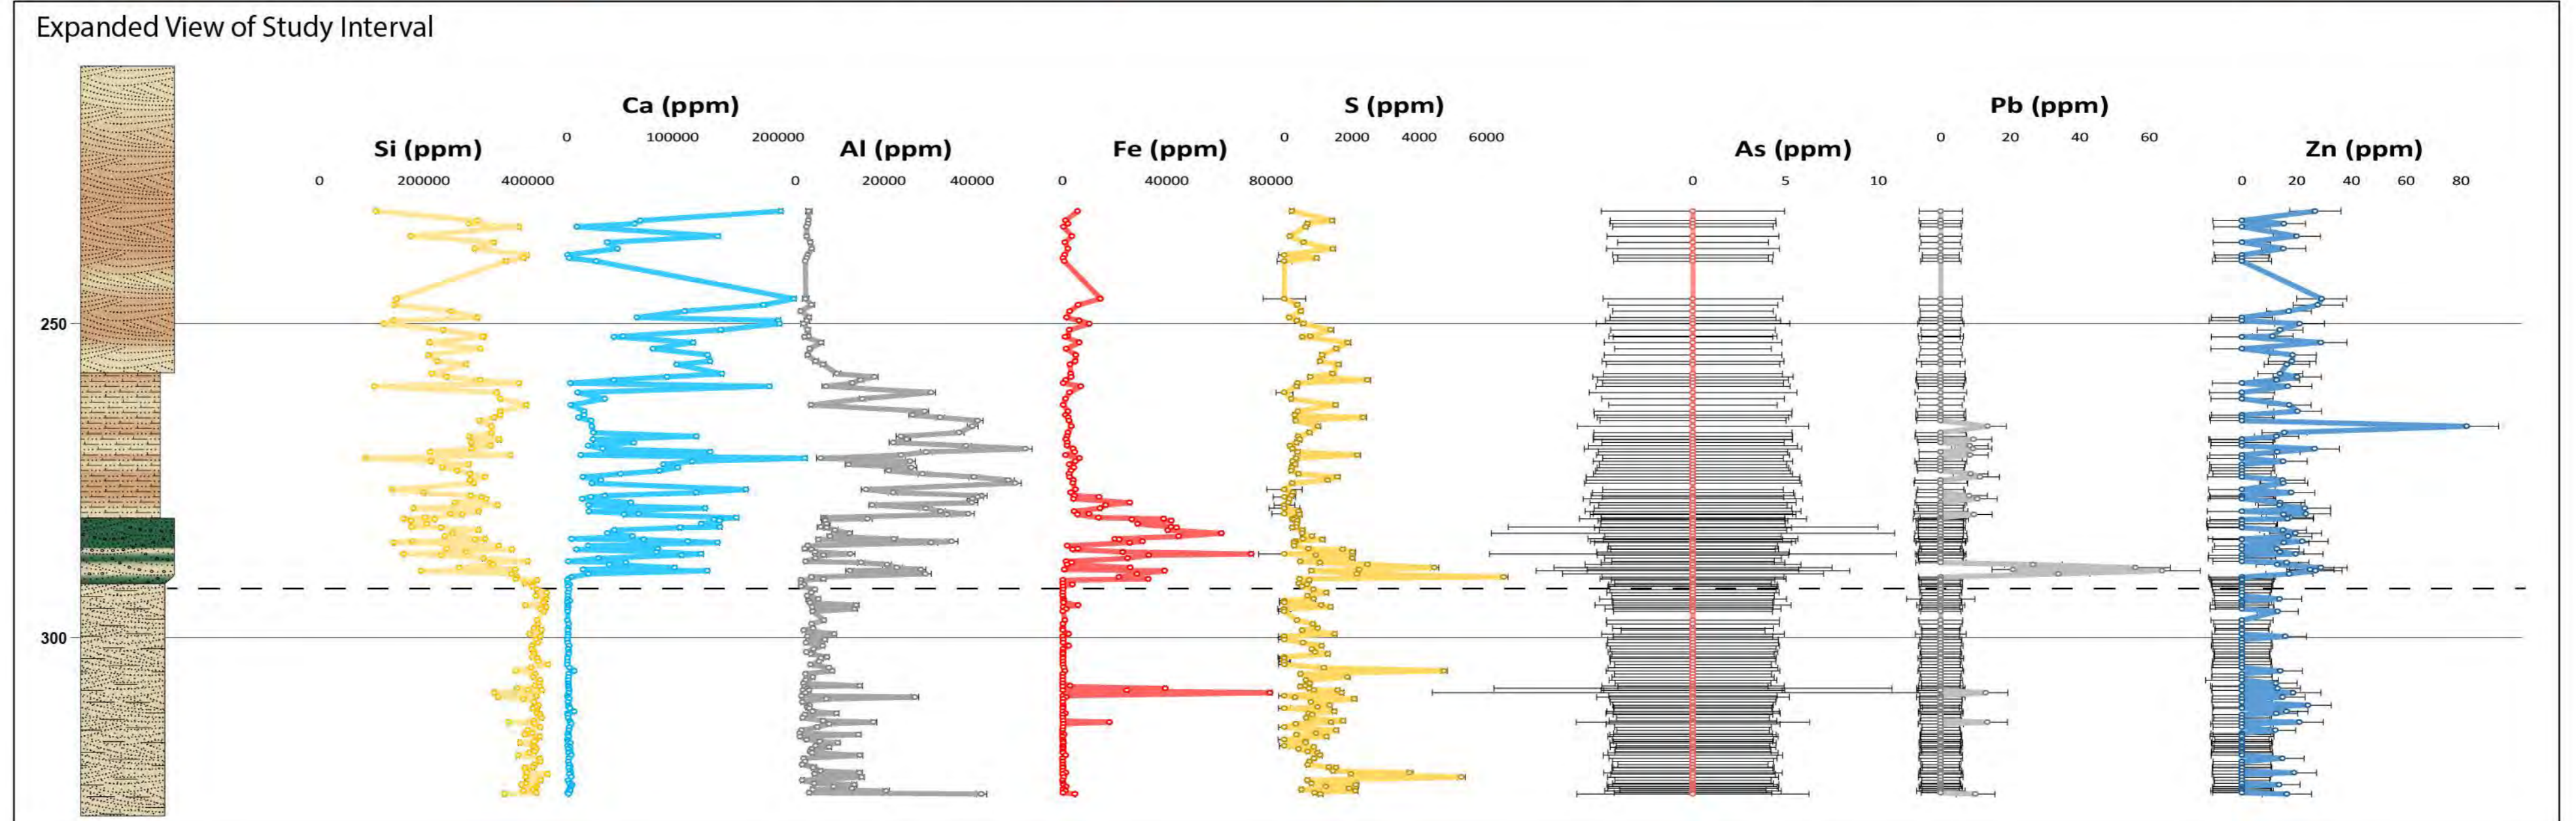 Expanded View of Study Interval
Ca (ppm) S (ppm) Pb (ppm)
0 100000 200000 0 2000 4000 6000 0 20 40 60
Si (ppm) Al (ppm) Fe (ppm) As (ppm) Zn (ppm)
0 200000 400000 0 20000 40000 0 40000 80000 0 5 10 0 20 40 60 80
250
300